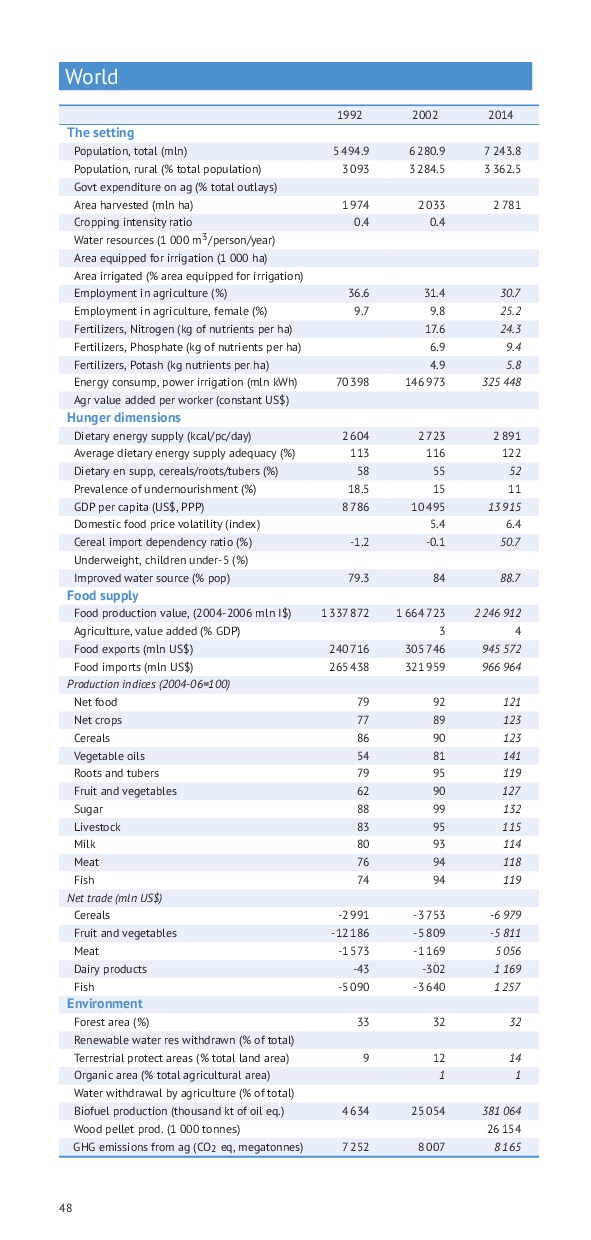 World
1992 2002 2014
The setting
Population, total (mln) 5 494.9 6 280.9 7 243.8
Population, rural (% total population) 3 093 3 284.5 3 362.5
Govt expenditure on ag (% total outlays)
Area harvested (mln ha) 1 974 2 033 2 781
Cropping intensity ratio 0.4 0.4
Water resources (1 000 m³/person/year)
Area equipped for irrigation (1 000 ha)
Area irrigated (% area equipped for irrigation)
Employment in agriculture (%) 36.6 31.4 30.7
Employment in agriculture, female (%) 9.7 9.8 25.2
Fertilizers, Nitrogen (kg of nutrients per ha) 17.6 24.3
Fertilizers, Phosphate (kg of nutrients per ha) 6.9 9.4
Fertilizers, Potash (kg nutrients per ha) 4.9 5.8
Energy consump, power irrigation (mln kWh) 70 398 146 973 325 448
Agr value added per worker (constant US$)
Hunger dimensions
Dietary energy supply (kcal/pc/day) 2 604 2 723 2 891
Average dietary energy supply adequacy (%) 113 116 122
Dietary en supp, cereals/roots/tubers (%) 58 55 52
Prevalence of undernourishment (%) 18.5 15 11
GDP per capita (US$, PPP) 8 786 10 495 13 915
Domestic food price volatility (index) 5.4 6.4
Cereal import dependency ratio (%) -1.2 -0.1 50.7
Underweight, children under-5 (%)
Improved water source (% pop) 79.3 84 88.7
Food supply
Food production value, (2004-2006 mln I$) 1 337 872 1 664 723 2 246 912
Agriculture, value added (% GDP) 3 4
Food exports (mln US$) 240 716 305 746 945 572
Food imports (mln US$) 265 438 321 959 966 964
Production indices (2004-06=100)
Net food 79 92 121
Net crops 77 89 123
Cereals 86 90 123
Vegetable oils 54 81 141
Roots and tubers 79 95 119
Fruit and vegetables 62 90 127
Sugar 88 99 132
Livestock 83 95 115
Milk 80 93 114
Meat 76 94 118
Fish 74 94 119
Net trade (mln US$)
Cereals -2 991 -3 753 -6 979
Fruit and vegetables -12 186 -5 809 -5 811
Meat -1 573 -1 169 5 056
Dairy products -43 -302 1 169
Fish -5 090 -3 640 1 257
Environment
Forest area (%) 33 32 32
Renewable water res withdrawn (% of total)
Terrestrial protect areas (% total land area) 9 12 14
Organic area (% total agricultural area) 1 1
Water withdrawal by agriculture (% of total)
Biofuel production (thousand kt of oil eq.) 4 634 25 054 381 064
Wood pellet prod. (1 000 tonnes) 26 154
GHG emissions from ag (CO₂ eq, megatonnes) 7 252 8 007 8 165
48